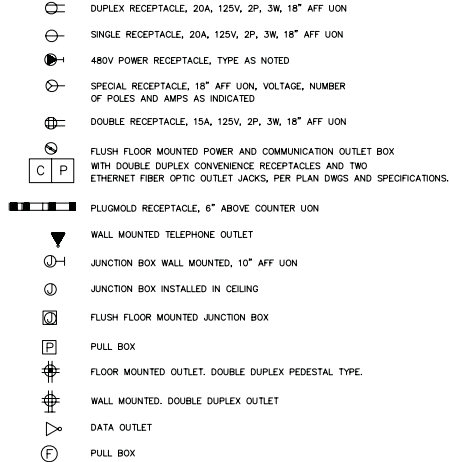 DUPLEX RECEPTACLE, 20A, 125V, 2P, 3W, 18" AFF UON
SINGLE RECEPTACLE, 20A, 125V, 2P, 3W, 18" AFF UON
480V POWER RECEPTACLE, TYPE AS NOTED
SPECIAL RECEPTACLE, 18" AFF UON, VOLTAGE, NUMBER
OF POLES AND AMPS AS INDICATED
DOUBLE RECEPTACLE, 15A, 125V, 2P, 3W, 18" AFF UON
FLUSH FLOOR MOUNTED POWER AND COMMUNICATION OUTLET BOX
C P WITH DOUBLE DUPLEX CONVENIENCE RECEPTACLES AND TWO
ETHERNET FIBER OPTIC OUTLET JACKS, PER PLAN DWGS AND SPECIFICATIONS.
PLUGMOLD RECEPTACLE, 6" ABOVE COUNTER UON
WALL MOUNTED TELEPHONE OUTLET
J JUNCTION BOX WALL MOUNTED, 10" AFF UON
J JUNCTION BOX INSTALLED IN CEILING
J FLUSH FLOOR MOUNTED JUNCTION BOX
P PULL BOX
FLOOR MOUNTED OUTLET. DOUBLE DUPLEX PEDESTAL TYPE.
WALL MOUNTED. DOUBLE DUPLEX OUTLET
DATA OUTLET
F PULL BOX